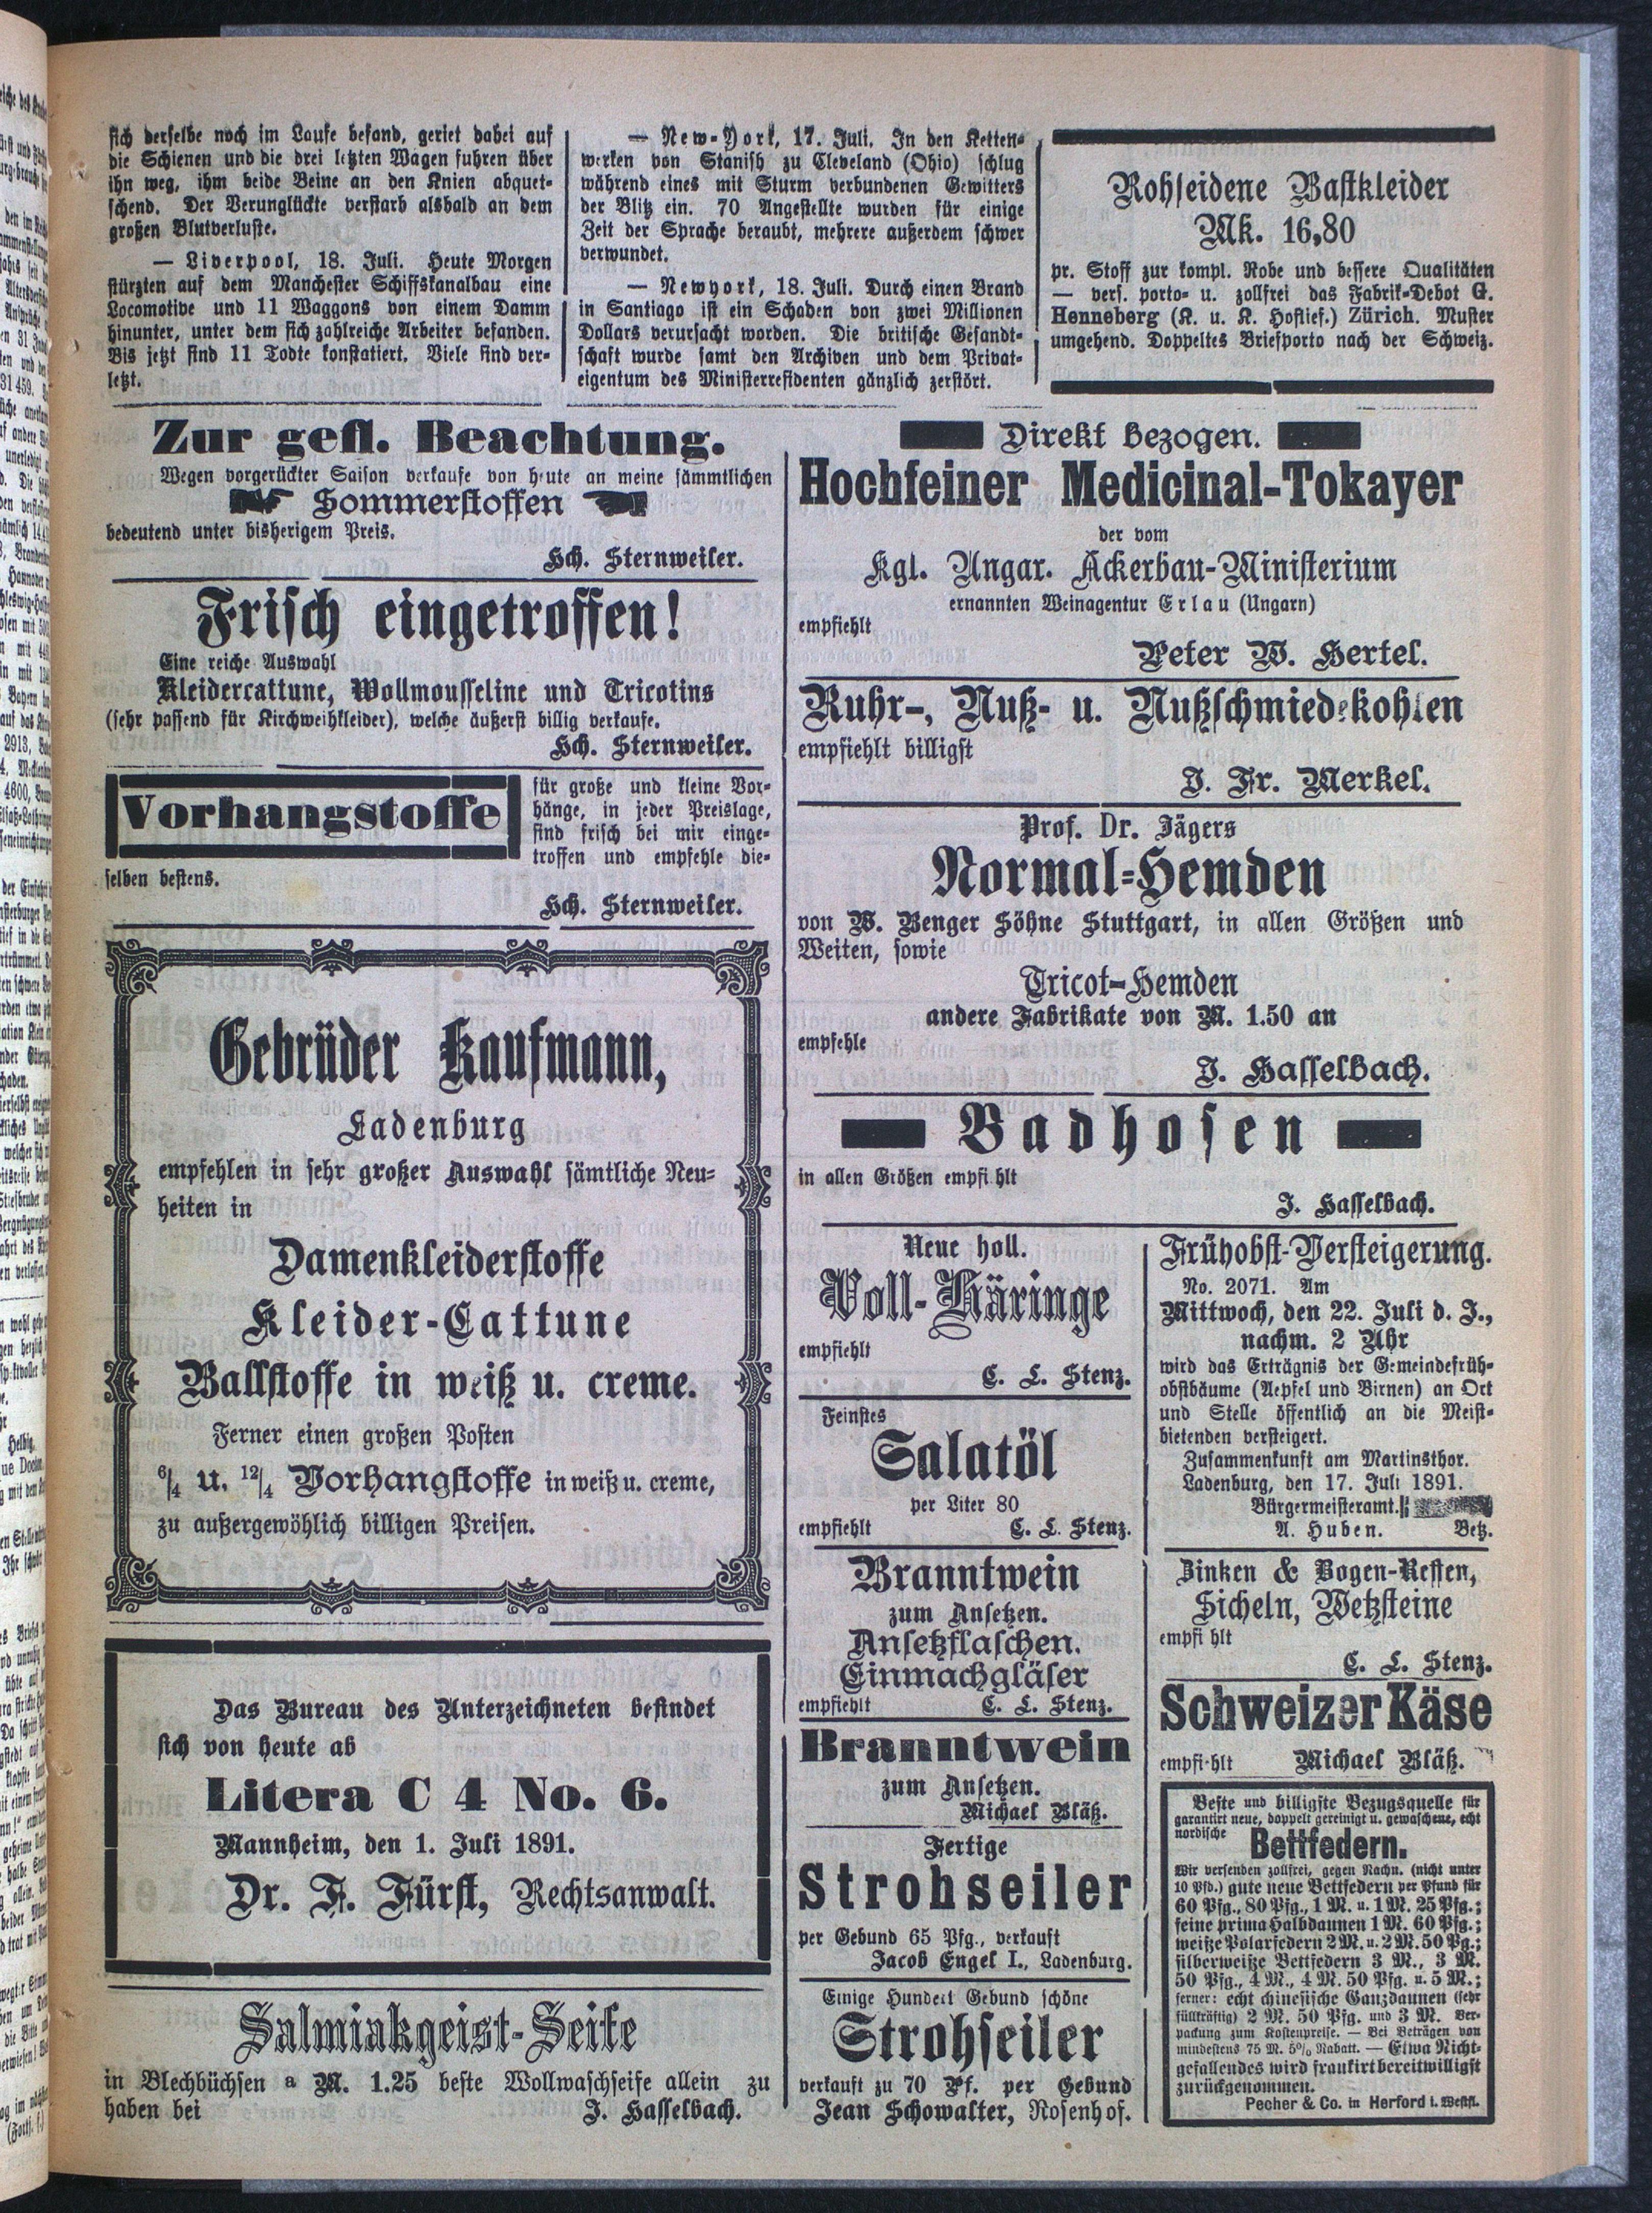 sich derselbe noch im Laufe befand, geriet dabei auf
die Schienen und die drei letzten Wagen fuhren über
ihn weg, ihm beide Beine an den Knien abquet-
schend. Der Verunglückte verstarb alsbald an dem
großen Blutverluste.
— Liverpool, 18. Juli. Heute Morgen
stürzten auf dem Manchester Schiffskanalbau eine
Locomotive und 11 Waggons von einem Damm
hinunter, unter dem sich zahlreiche Arbeiter befanden.
Bis jetzt sind 11 Todte konstatiert. Viele sind ver-
letzt.
— New-York, 17. Juli. In den Ketten-
werken von Stanish zu Cleveland (Ohio) schlug
während eines mit Sturm verbundenen Gewitters
der Blitz ein. 70 Angestellte wurden für einige
Zeit der Sprache beraubt, mehrere außerdem schwer
verwundet.
— Newyork, 18. Juli. Durch einen Brand
in Santiago ist ein Schaden von zwei Millionen
Dollars verursacht worden. Die britische Gesandt-
schaft wurde samt den Archiven und dem Privat-
eigentum des Ministerresidenten gänzlich zerstört.
Rohseidene Bastkleider
Mk. 16,80
pr. Stoff zur kompl. Robe und bessere Qualitäten
— vers. porto- u. zollfrei das Fabrik-Debot G.
Henneberg (K. u. K. Hoflief.) Zürich. Muster
umgehend. Doppeltes Briefporto nach der Schweiz.
Zur gefl. Beachtung.
Wegen vorgerückter Saison verkaufe von heute an meine sämmtlichen
Sommerstoffen
bedeutend unter bisherigem Preis.
Hch. Sternweiler.
Frisch eingetroffen!
Eine reiche Auswahl
Kleidercattune, Wollmousseline und Tricotins
(sehr passend für Kirchweihkleider), welche äußerst billig verkaufe.
Hch. Sternweiler.
Vorhangstoffe
für große und kleine Vor-
hänge, in jeder Preislage,
sind frisch bei mir einge-
troffen und empfehle die-
selben bestens.
Hch. Sternweiler.
Gebrüder Kaufmann,
Ladenburg
empfehlen in sehr großer Auswahl sämtliche Neu-
heiten in
Damenkleiderstoffe
Kleider-Cattune
Ballstoffe in weiß u. creme.
Ferner einen großen Posten
6/4 u. 12/4 Vorhangstoffe in weiß u. creme,
zu außergewöhlich billigen Preisen.
Das Bureau des Unterzeichneten befindet
sich von heute ab
Litera C 4 No. 6.
Mannheim, den 1. Juli 1891.
Dr. F. Fürst, Rechtsanwalt.
Salmiakgeist-Seife
in Blechbüchsen a M. 1.25 beste Wollwaschseife allein zu
haben bei
J. Hasselbach.
Direkt bezogen.
Hochfeiner Medicinal-Tokayer
der vom
Kgl. Ungar. Ackerbau-Ministerium
ernannten Weinagentur Erlau (Ungarn)
empfiehlt
Peter W. Hertel.
Ruhr-, Nuß- u. Nußschmiedekohlen
empfiehlt billigst
J. Fr. Merkel.
Prof. Dr. Jägers
Normal-Hemden
von W. Benger Söhne Stuttgart, in allen Größen und
Weiten, sowie
Tricot-Hemden
andere Fabrikate von M. 1.50 an
empfehle
J. Hasselbach.
Badhosen
in allen Größen empfi hlt
J. Hasselbach.
Neue holl.
Voll-Häringe
empfiehlt
C. L. Stenz.
Feinstes
Salatöl
per Liter 80
empfiehlt C. L. Stenz.
Branntwein
zum Ansetzen.
Ansetzflaschen.
Einmachgläser
empfiehlt C. L. Stenz.
Branntwein
zum Ansetzen.
Michael Bläß.
Fertige
Strohseiler
per Gebund 65 Pfg., verkauft
Jacob Engel I., Ladenburg.
Einige Hundert Gebund schöne
Strohseiler
verkauft zu 70 Pf. per Gebund
Jean Schowalter, Rosenhof.
Frühobst-Versteigerung.
No. 2071. Am
Mittwoch, den 22. Juli d. J.,
nachm. 2 Uhr
wird das Erträgnis der Gemeindefrüh-
obstbäume (Aepfel und Birnen) an Ort
und Stelle öffentlich an die Meist-
bietenden versteigert.
Zusammenkunft am Martinsthor.
Ladenburg, den 17. Juli 1891.
Bürgermeisteramt.
A. Huben. Betz.
Zinken & Bogen-Reffen,
Sicheln, Wetzsteine
empfi hlt
C. L. Stenz.
Schweizer Käse
empfi hlt Michael Bläß.
Beste und billigste Bezugsquelle für
garantirt neue, doppelt gereinigt u. gewaschene, echt
nordische
Bettfedern.
Wir versenden zollfrei, gegen Nachn. (nicht unter
10 Pfd.) gute neue Bettfedern per Pfund für
60 Pfg., 80 Pfg., 1 M. u. 1 M. 25 Pfg.;
feine prima Halbdaunen 1 M. 60 Pfg.;
weiße Polarfedern 2 M. u. 2 M. 50 Pg.;
silberweiße Bettfedern 3 M., 3 M.
50 Pfg., 4 M., 4 M. 50 Pfg. u. 5 M.;
ferner: echt chinesische Ganzdaunen (sehr
füllkräftig) 2 M. 50 Pfg. und 3 M. Ver-
packung zum Kostenpreise. — Bei Beträgen von
mindestens 75 M. 5% Rabatt. — Etwa Nicht-
gefallendes wird frankirt bereitwilligst
zurückgenommen.
Pecher & Co. in Herford i. Westfl.